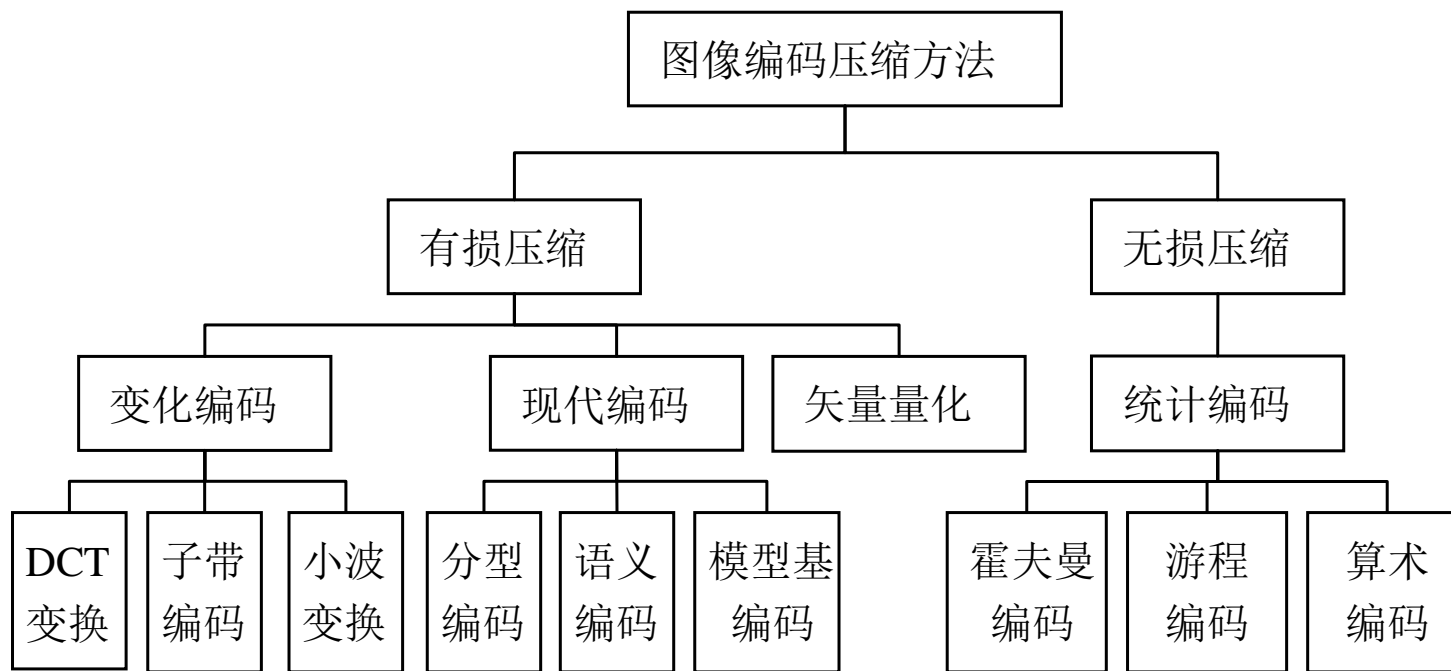 图像编码压缩方法
有损压缩
无损压缩
变化编码
现代编码
矢量量化
统计编码
DCT
变换
子带
编码
小波
变换
分型
编码
语义
编码
模型基
编码
霍夫曼
编码
游程
编码
算术
编码